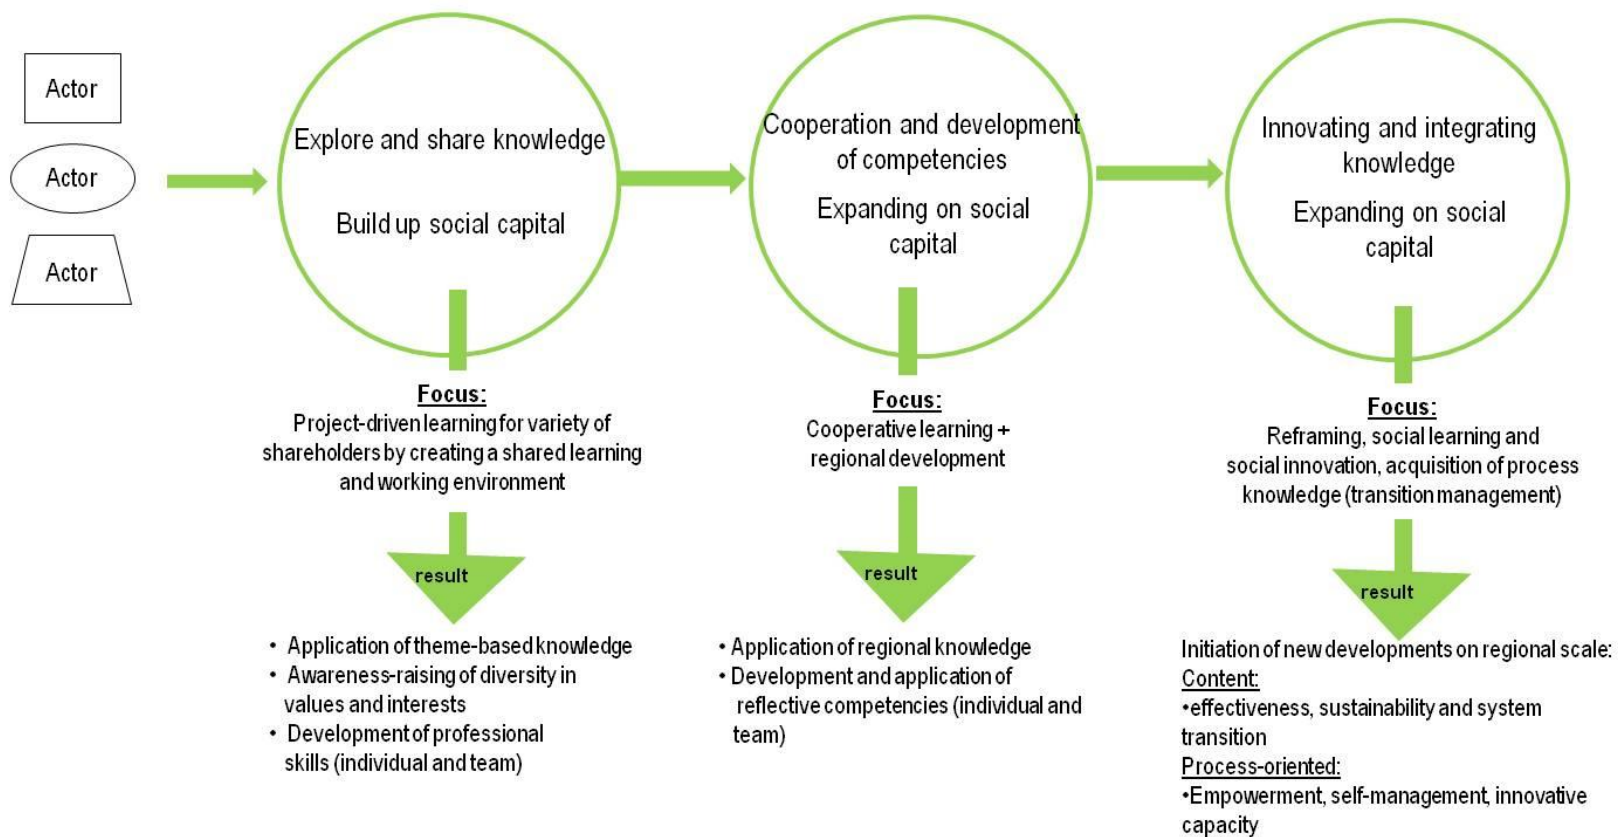 Actor
Actor
Actor
Explore and share knowledge
Build up social capital
Focus:
Project-driven learning for variety of
shareholders by creating a shared learning
and working environment
result
• Application of theme-based knowledge
• Awareness-raising of diversity in
values and interests
• Development of professional
skills (individual and team)
Cooperation and development
of competencies
Expanding on social
capital
Focus:
Cooperative learning +
regional development
result
• Application of regional knowledge
• Development and application of
reflective competencies (individual and
team)
Innovating and integrating
knowledge
Expanding on social
capital
Focus:
Reframing, social learning and
social innovation, acquisition of process
knowledge (transition management)
result
Initiation of new developments on regional scale:
Content:
•effectiveness, sustainability and system
transition
Process-oriented:
•Empowerment, self-management, innovative
capacity